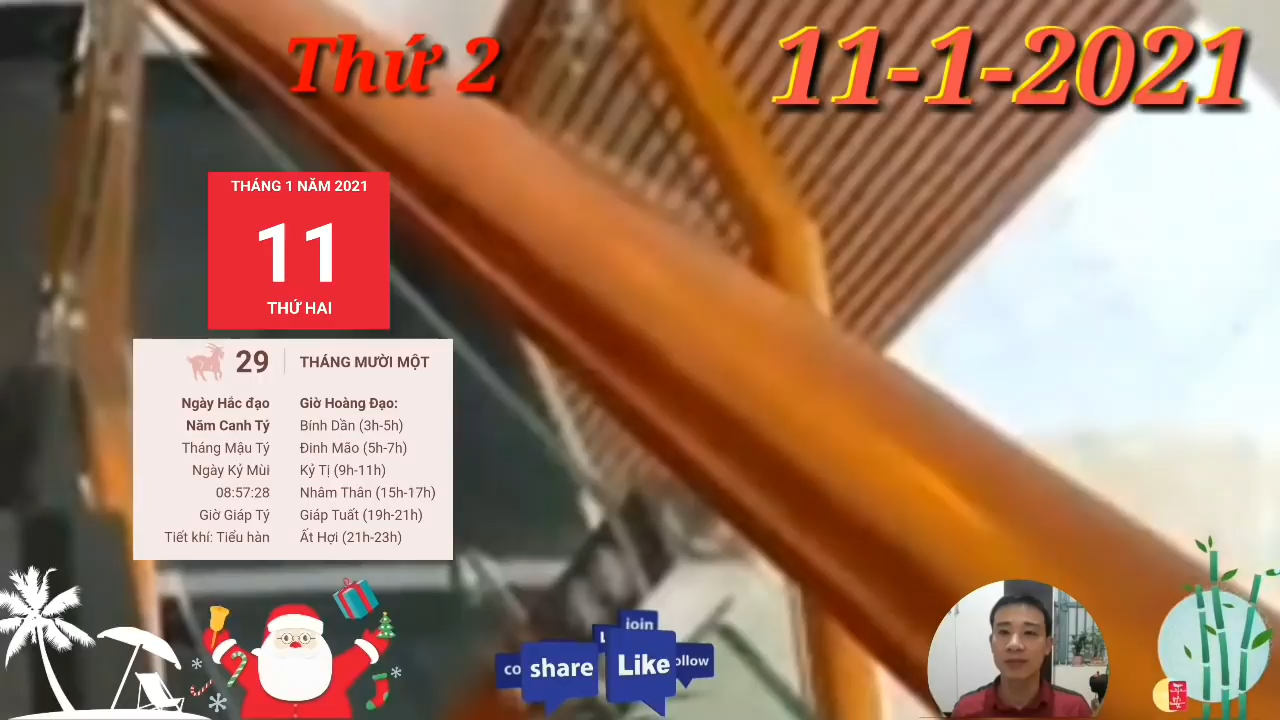 Thứ 2
11-1-2021
THÁNG 1 NĂM 2021
11
THỨ HAI
29
THÁNG MƯỜI MỘT
Ngày Hắc đạo
Năm Canh Tý
Tháng Mậu Tý
Ngày Kỷ Mùi
08:57:28
Giờ Giáp Tý
Tiết khí: Tiểu hàn
Giờ Hoàng Đạo:
Bính Dần (3h-5h)
Đinh Mão (5h-7h)
Kỷ Tị (9h-11h)
Nhâm Thân (15h-17h)
Giáp Tuất (19h-21h)
Ất Hợi (21h-23h)
join
co
share
L
Like
ollow